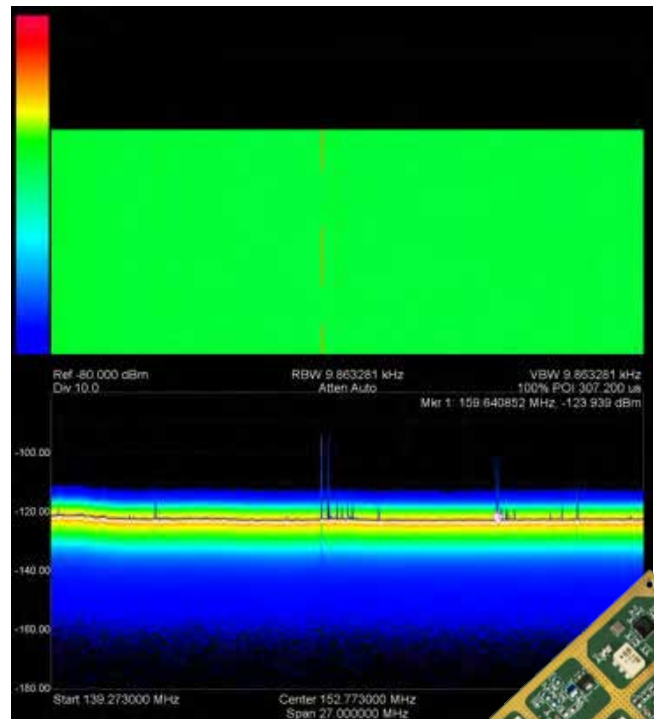 Ref -80.000 dBm RBW 9.863281 kHz VBW 9.863281 kHz
Div 10.0 Atten Auto 100% POI 307.200 us
Mkr 1: 159.640852 MHz, -123.939 dBm
-100.00
-120.00
-140.00
-160.00
-180.00
Start 139.273000 MHz Center 152.773000 MHz
Span 27.000000 MHz